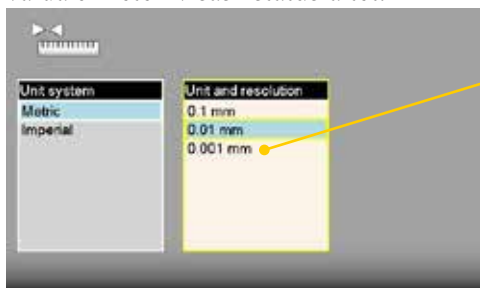 Unit system
Metric
Imperial
Unit and resolution
0.1 mm
0.01 mm
0.001 mm